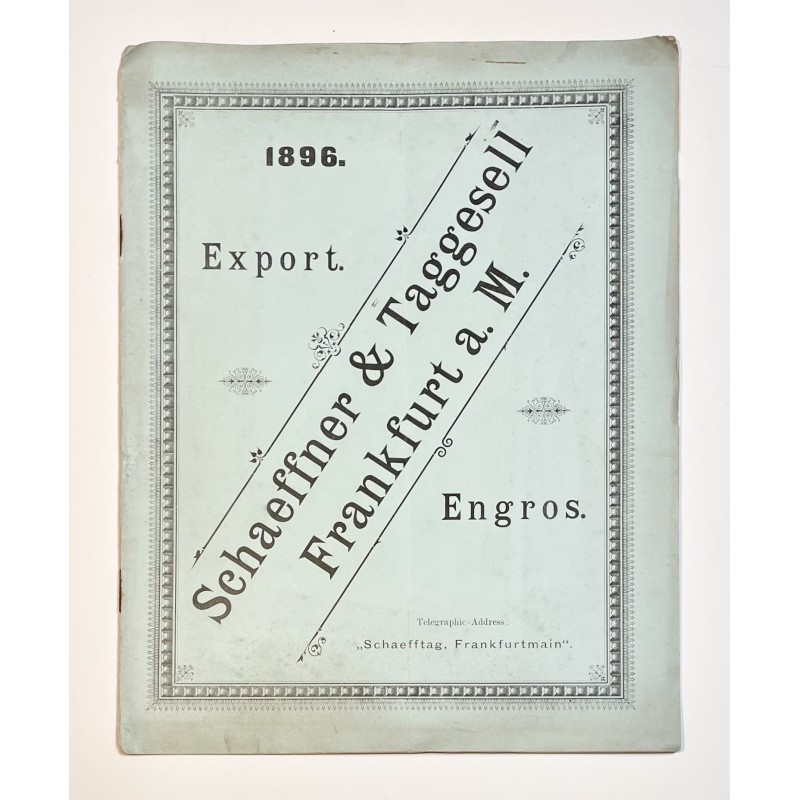 1896.
Export.
Schaeffner & Taggesell
Frankfurt a. M.
Engros.
Telegraphic-Address:
„Schaefftag, Frankfurtmain“.